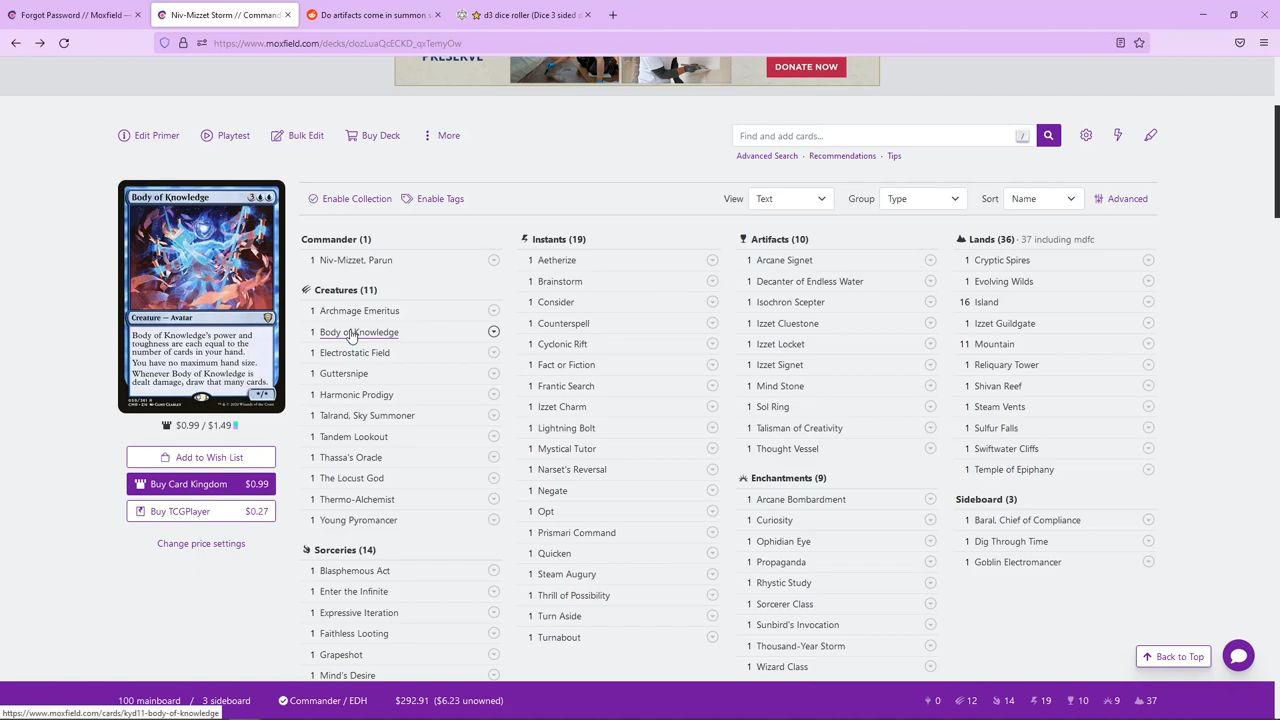 Forgot Password // Moxfield —
Niv-Mizzet Storm // Comman
Do artifacts come in summon s
d3 dice roller (Dice 3 sided d
https://www.moxfield.com/decks/clozLuaQcECKD_qxTemyOw
PRESERVE
DONATE NOW
Edit Primer
Playtest
Bulk Edit
Buy Deck
More
Find and add cards...
/
Advanced Search · Recommendations · Tips
Body of Knowledge 3
Creature — Avatar
Body of Knowledge's power and
toughness are each equal to the
number of cards in your hand.
You have no maximum hand size.
Whenever Body of Knowledge is
dealt damage, draw that many cards.
*/*
$0.99 / $1.49
Add to Wish List
Buy Card Kingdom $0.99
Buy TCGPlayer $0.27
Change price settings
Enable Collection
Enable Tags
View Text
Group Type
Sort Name
Advanced
Commander (1)
1 Niv-Mizzet, Parun
Creatures (11)
1 Archmage Emeritus
1 Body of Knowledge
1 Electrostatic Field
1 Guttersnipe
1 Harmonic Prodigy
1 Talrand, Sky Summoner
1 Tandem Lookout
1 Thassa's Oracle
1 The Locust God
1 Thermo-Alchemist
1 Young Pyromancer
Sorceries (14)
1 Blasphemous Act
1 Enter the Infinite
1 Expressive Iteration
1 Faithless Looting
1 Grapeshot
1 Mind's Desire
Instants (19)
1 Aetherize
1 Brainstorm
1 Consider
1 Counterspell
1 Cyclonic Rift
1 Fact or Fiction
1 Frantic Search
1 Izzet Charm
1 Lightning Bolt
1 Mystical Tutor
1 Narset's Reversal
1 Negate
1 Opt
1 Prismari Command
1 Quicken
1 Steam Augury
1 Thrill of Possibility
1 Turn Aside
1 Turnabout
Artifacts (10)
1 Arcane Signet
1 Decanter of Endless Water
1 Isochron Scepter
1 Izzet Cluestone
1 Izzet Locket
1 Izzet Signet
1 Mind Stone
1 Sol Ring
1 Talisman of Creativity
1 Thought Vessel
Enchantments (9)
1 Arcane Bombardment
1 Curiosity
1 Ophidian Eye
1 Propaganda
1 Rhystic Study
1 Sorcerer Class
1 Sunbird's Invocation
1 Thousand-Year Storm
1 Wizard Class
Lands (36) · 37 including mdfc
1 Cryptic Spires
1 Evolving Wilds
16 Island
1 Izzet Guildgate
11 Mountain
1 Reliquary Tower
1 Shivan Reef
1 Steam Vents
1 Sulfur Falls
1 Swiftwater Cliffs
1 Temple of Epiphany
Sideboard (3)
1 Baral, Chief of Compliance
1 Dig Through Time
1 Goblin Electromancer
Back to Top
100 mainboard / 3 sideboard
Commander / EDH
$292.91 ($6.23 unowned)
0
12
14
19
10
9
37
https://www.moxfield.com/cards/kyd11-body-of-knowledge